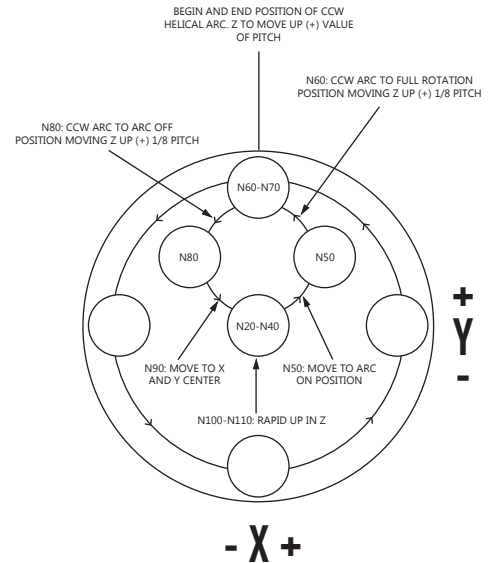 BEGIN AND END POSITION OF CCW
HELICAL ARC. Z TO MOVE UP (+) VALUE
OF PITCH
N60: CCW ARC TO FULL ROTATION
POSITION MOVING Z UP (+) 1/8 PITCH
N80: CCW ARC TO ARC OFF
POSITION MOVING Z UP (+) 1/8 PITCH
N60-N70
N80
N50
N20-N40
N90: MOVE TO X
AND Y CENTER
N50: MOVE TO ARC
ON POSITION
N100-N110: RAPID UP IN Z
+
Y
-
- X +